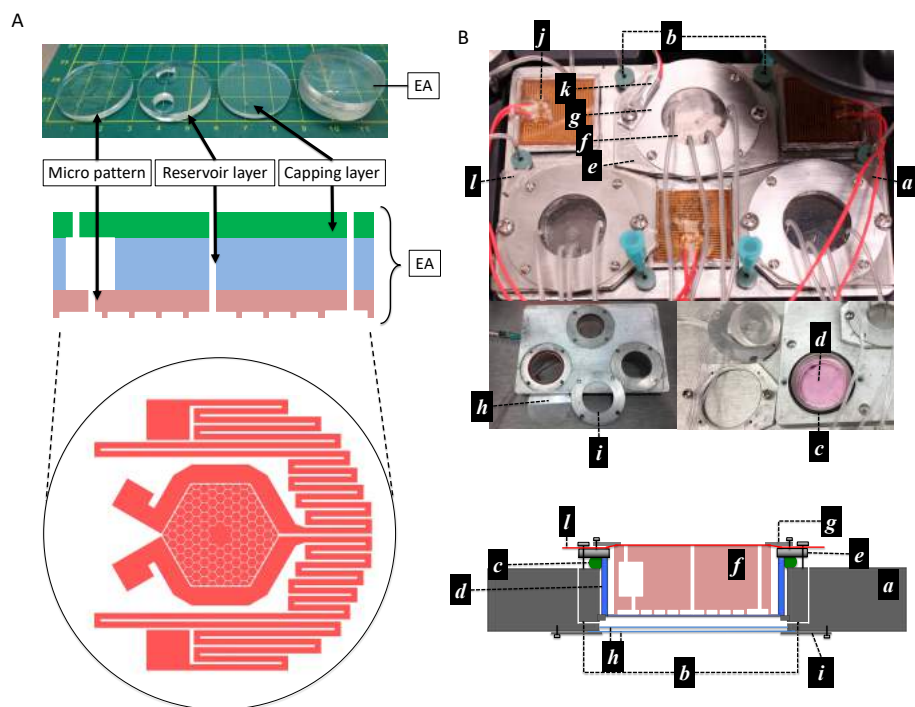 A
B
EA
Micro pattern
Reservoir layer
Capping layer
EA
j
b
k
g
f
e
l
a
d
h
i
c
l
g
c
e
f
d
a
h
b
i